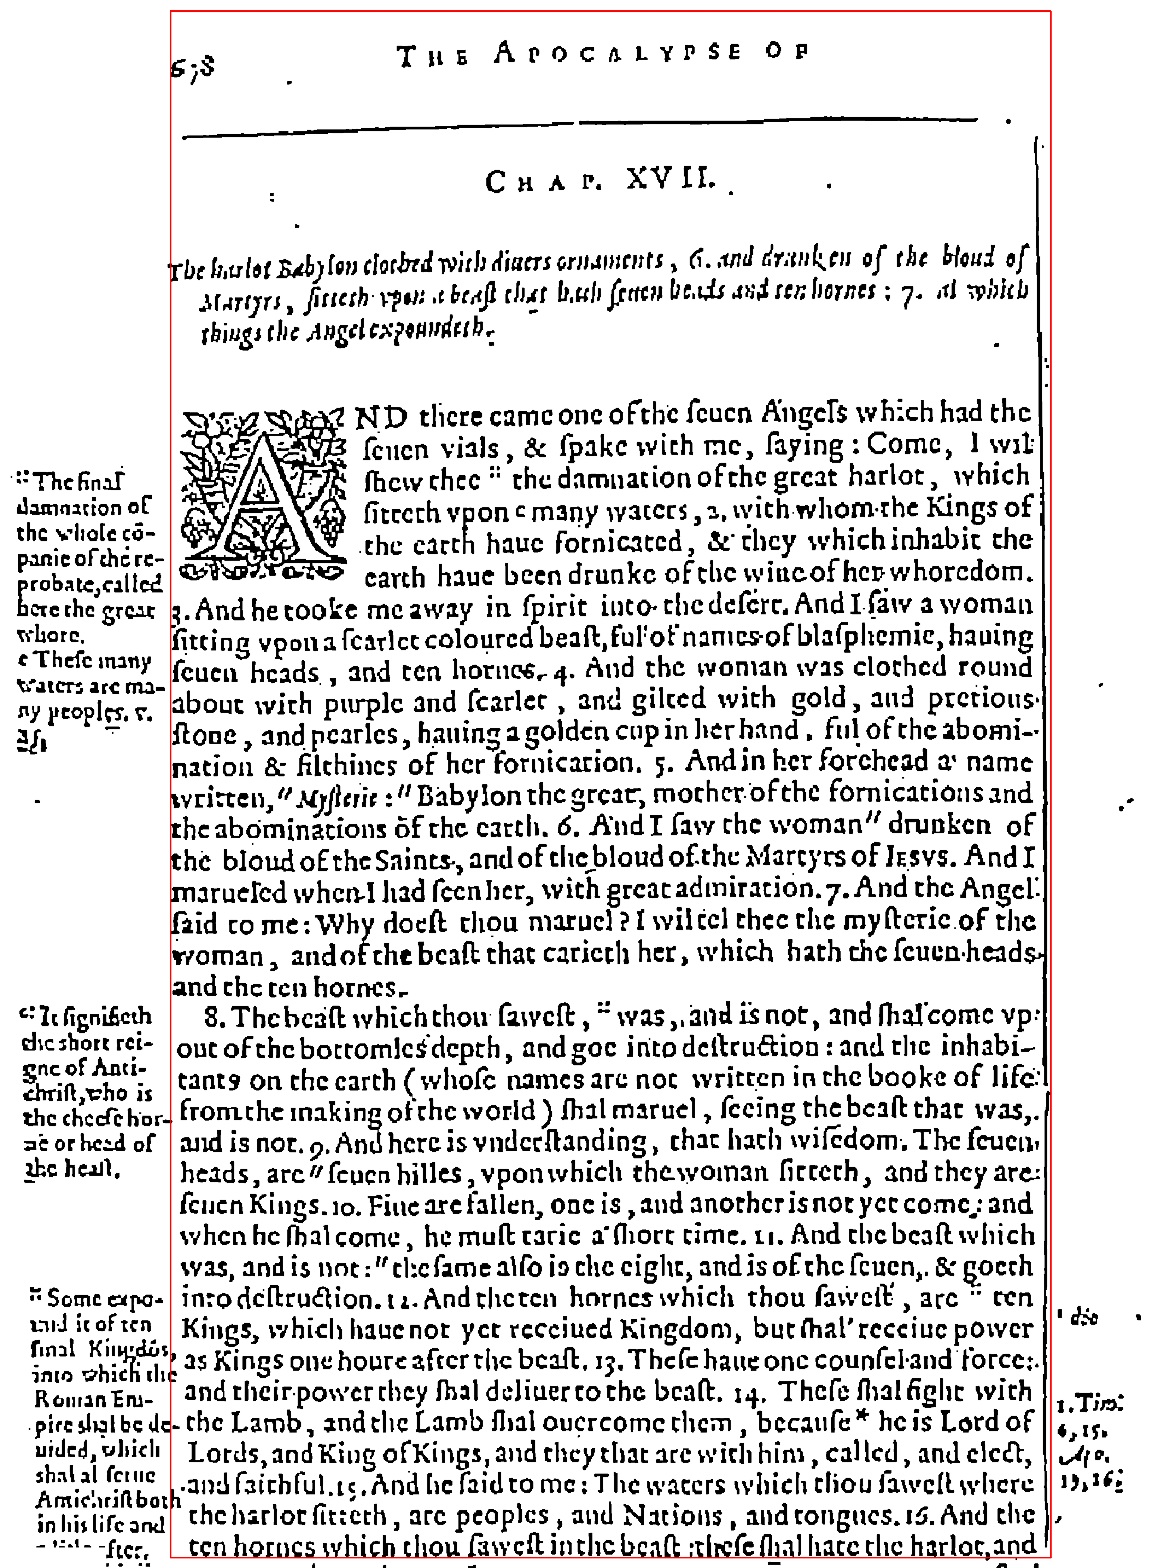 6;8
THE APOCALYPSE OF
CHAP. XVII.
The harlot Babylon clothed with diuers ornaments, 6. and drunken of the bloud of
Martyrs, ſitteth vpon a beaſt that hath ſeuen heads and ten hornes: 7. al which
things the Angel expoundeth.
AND there came one of the ſeuen Angels which had the
ſeuen vials, & ſpake with me, ſaying: Come, I wil
ſhew thee :: the damnation of the great harlot, which
ſitteth vpon c many waters, 2. with whom the Kings of
the earth haue fornicated, & they which inhabit the
earth haue been drunke of the wine of her whoredom.
3. And he tooke me away in ſpirit into the deſert. And I ſaw a woman
ſitting vpon a ſcarlet coloured beaſt, ful of names of blaſphemie, hauing
ſeuen heads, and ten hornes. 4. And the woman was clothed round
about with purple and ſcarlet, and gilted with gold, and pretious
ſtone, and pearles, hauing a golden cup in her hand, ful of the abomi-
nation & filthines of her fornication. 5. And in her forehead a name
written, " Myſterie: " Babylon the great, mother of the fornications and
the abominations of the earth. 6. And I ſaw the woman " drunken of
the bloud of the Saints, and of the bloud of the Martyrs of IESVS. And I
marueled when I had ſeen her, with great admiration. 7. And the Angel
ſaid to me: Why doeſt thou maruel? I wil tel thee the myſterie of the
woman, and of the beaſt that carieth her, which hath the ſeuen heads
and the ten hornes.
8. The beaſt which thou ſaweſt, :: was, and is not, and ſhal come vp
out of the bottomles depth, and goe into deſtruction: and the inhabi-
tants on the earth (whoſe names are not written in the booke of life
from the making of the world) ſhal maruel, ſeeing the beaſt that was,
and is not. 9. And here is vnderſtanding, that hath wiſedom. The ſeuen
heads, are " ſeuen hilles, vpon which the woman ſitteth, and they are
ſeuen Kings. 10. Fiue are fallen, one is, and another is not yet come: and
when he ſhal come, he muſt tarie a ſhort time. 11. And the beaſt which
was, and is not: " the ſame alſo is the eight, and is of the ſeuen, & goeth
into deſtruction. 12. And the ten hornes which thou ſaweſt, are :: ten
Kings, which haue not yet receiued Kingdom, but ſhal receiue power
as Kings one houre after the beaſt. 13. Theſe haue one counſel and force:
and their power they ſhal deliuer to the beaſt. 14. Theſe ſhal fight with
the Lamb, and the Lamb ſhal ouercome them, becauſe * he is Lord of
Lords, and King of Kings, and they that are with him, called, and elect,
and faithful. 15. And he ſaid to me: The waters which thou ſaweſt where
the harlot ſitteth, are peoples, and Nations, and tongues. 16. And the
ten hornes which thou ſaweſt in the beaſt: theſe ſhal hate the harlot, and
:: The final
damnation of
the whole cō-
panie of the re-
probate, called
here the great
whore.
c Theſe many
waters are ma-
ny peoples. v.
:: It ſignifieth
the short rei-
gne of Anti-
chriſt, who is
the cheefe hor-
ne or head of
the beaſt.
:: Some expo-
und it of ten
ſinal Kingdōs,
into which the
Roman Em-
pire shal be de-
uided, which
shal al ſerue
Antichriſt both
in his life and
fter.
1. Tim.
6, 15.
Apo.
19, 16.